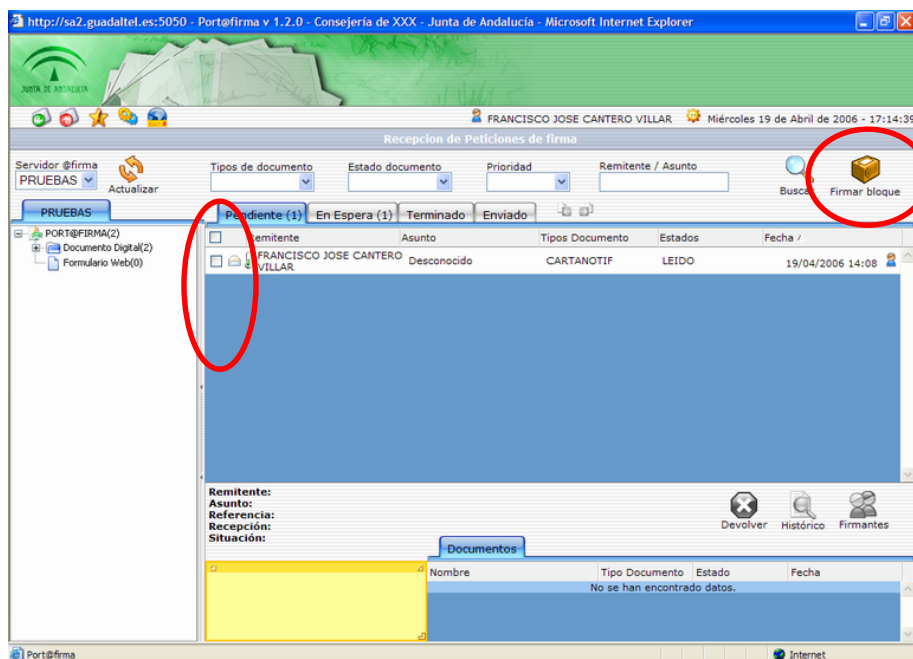 http://sa2.guadaltel.es:5050 - Port@firma v 1.2.0 - Consejería de XXX - Junta de Andalucía - Microsoft Internet Explorer
JUNTA DE ANDALUCIA
FRANCISCO JOSE CANTERO VILLAR Miércoles 19 de Abril de 2006 - 17:14:39
Recepcion de Peticiones de firma
Servidor @firma
PRUEBAS
Actualizar
Tipos de documento Estado documento Prioridad Remitente / Asunto
Buscar Firmar bloque
PRUEBAS
PORT@FIRMA(2)
Documento Digital(2)
Formulario Web(0)
Pendiente (1) En Espera (1) Terminado Enviado
Remitente Asunto Tipos Documento Estados Fecha /
FRANCISCO JOSE CANTERO VILLAR Desconocido CARTANOTIF LEIDO 19/04/2006 14:08
Remitente:
Asunto:
Referencia:
Recepción:
Situación:
Devolver Histórico Firmantes
Documentos
Nombre Tipo Documento Estado Fecha
No se han encontrado datos.
Port@firma Internet